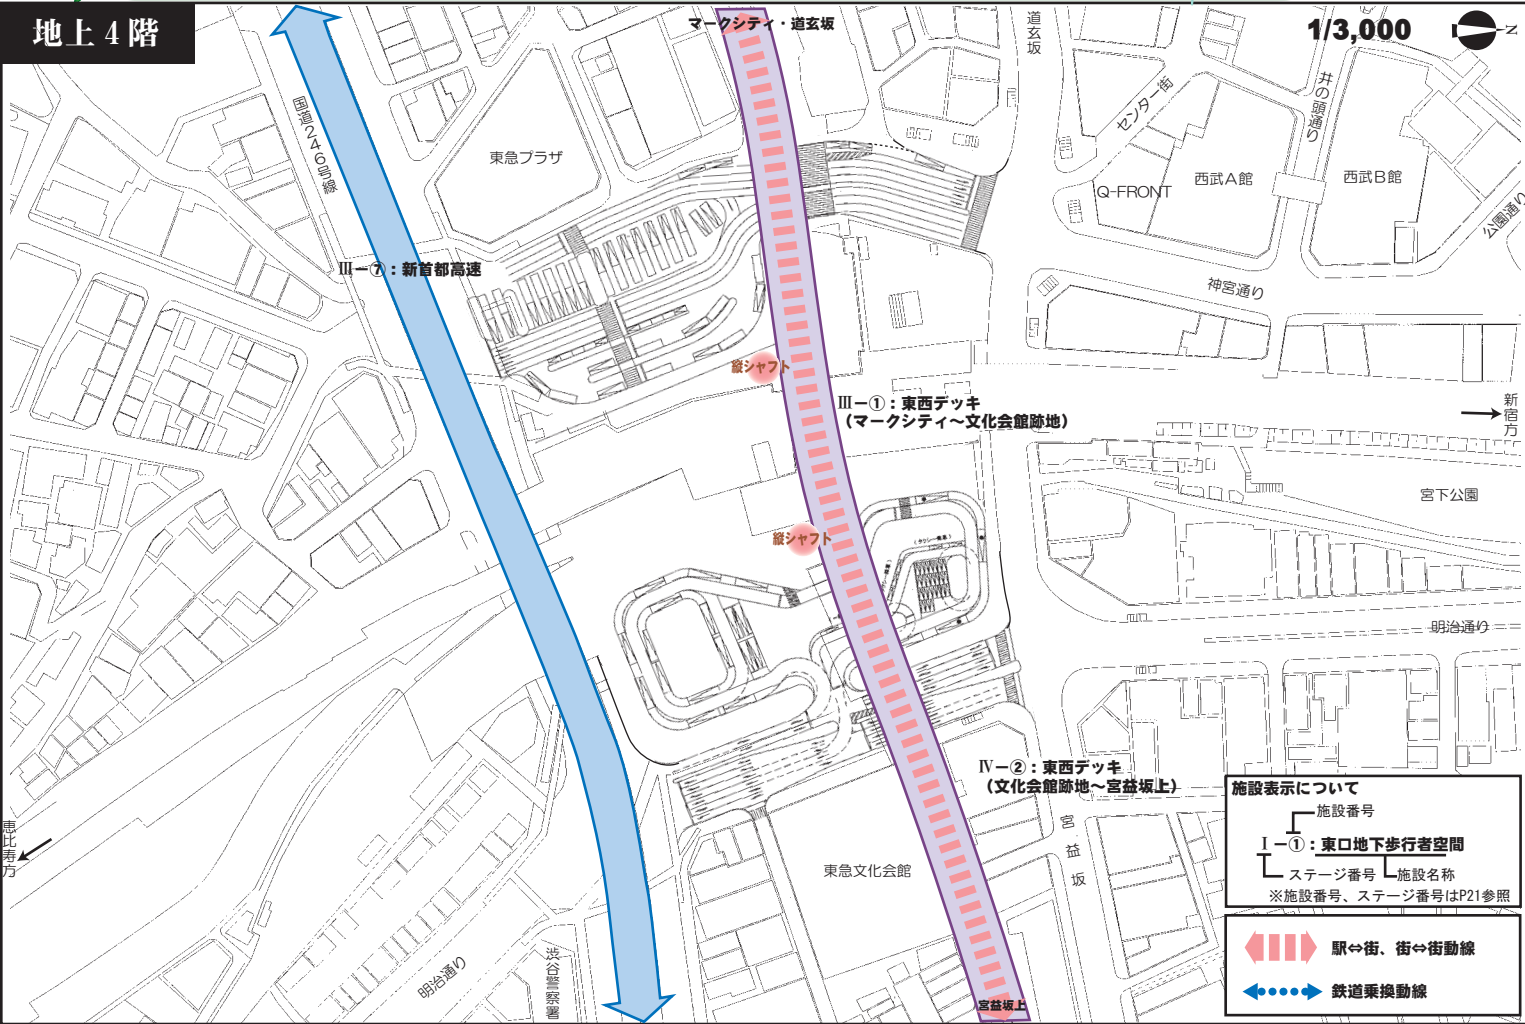 地上4階
マークシティ・道玄坂
道玄坂
1/3,000
N
国道246号線
東急プラザ
センター街
井の頭通り
Q-FRONT
西武A館
西武B館
公園通り
Ⅲ－⑦：新首都高速
神宮通り
縦シャフト
Ⅲ－①：東西デッキ
（マークシティ～文化会館跡地）
新宿方
宮下公園
縦シャフト
明治通り
Ⅳ－②：東西デッキ
（文化会館跡地～宮益坂上）
宮益坂
恵比寿方
東急文化会館
明治通り
渋谷警察署
宮益坂上
施設表示について
施設番号
Ⅰ－①：東口地下歩行者空間
ステージ番号
施設名称
※施設番号、ステージ番号はP21参照
駅⇔街、街⇔街動線
鉄道乗換動線